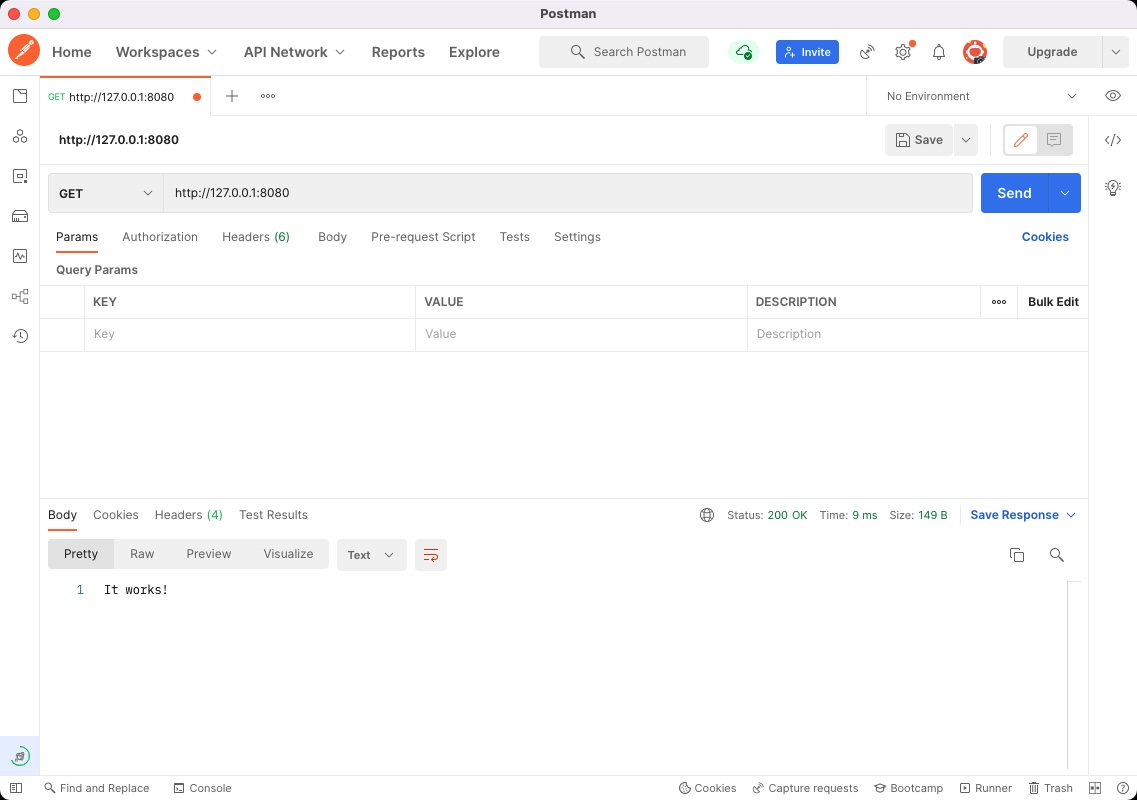 Postman
Home Workspaces API Network Reports Explore Search Postman Invite Upgrade
GET http://127.0.0.1:8080 No Environment
http://127.0.0.1:8080 Save
GET http://127.0.0.1:8080 Send
Params Authorization Headers (6) Body Pre-request Script Tests Settings Cookies
Query Params
KEY VALUE DESCRIPTION Bulk Edit
Key Value Description
Body Cookies Headers (4) Test Results Status: 200 OK Time: 9 ms Size: 149 B Save Response
Pretty Raw Preview Visualize Text
1 It works!
Find and Replace Console Cookies Capture requests Bootcamp Runner Trash